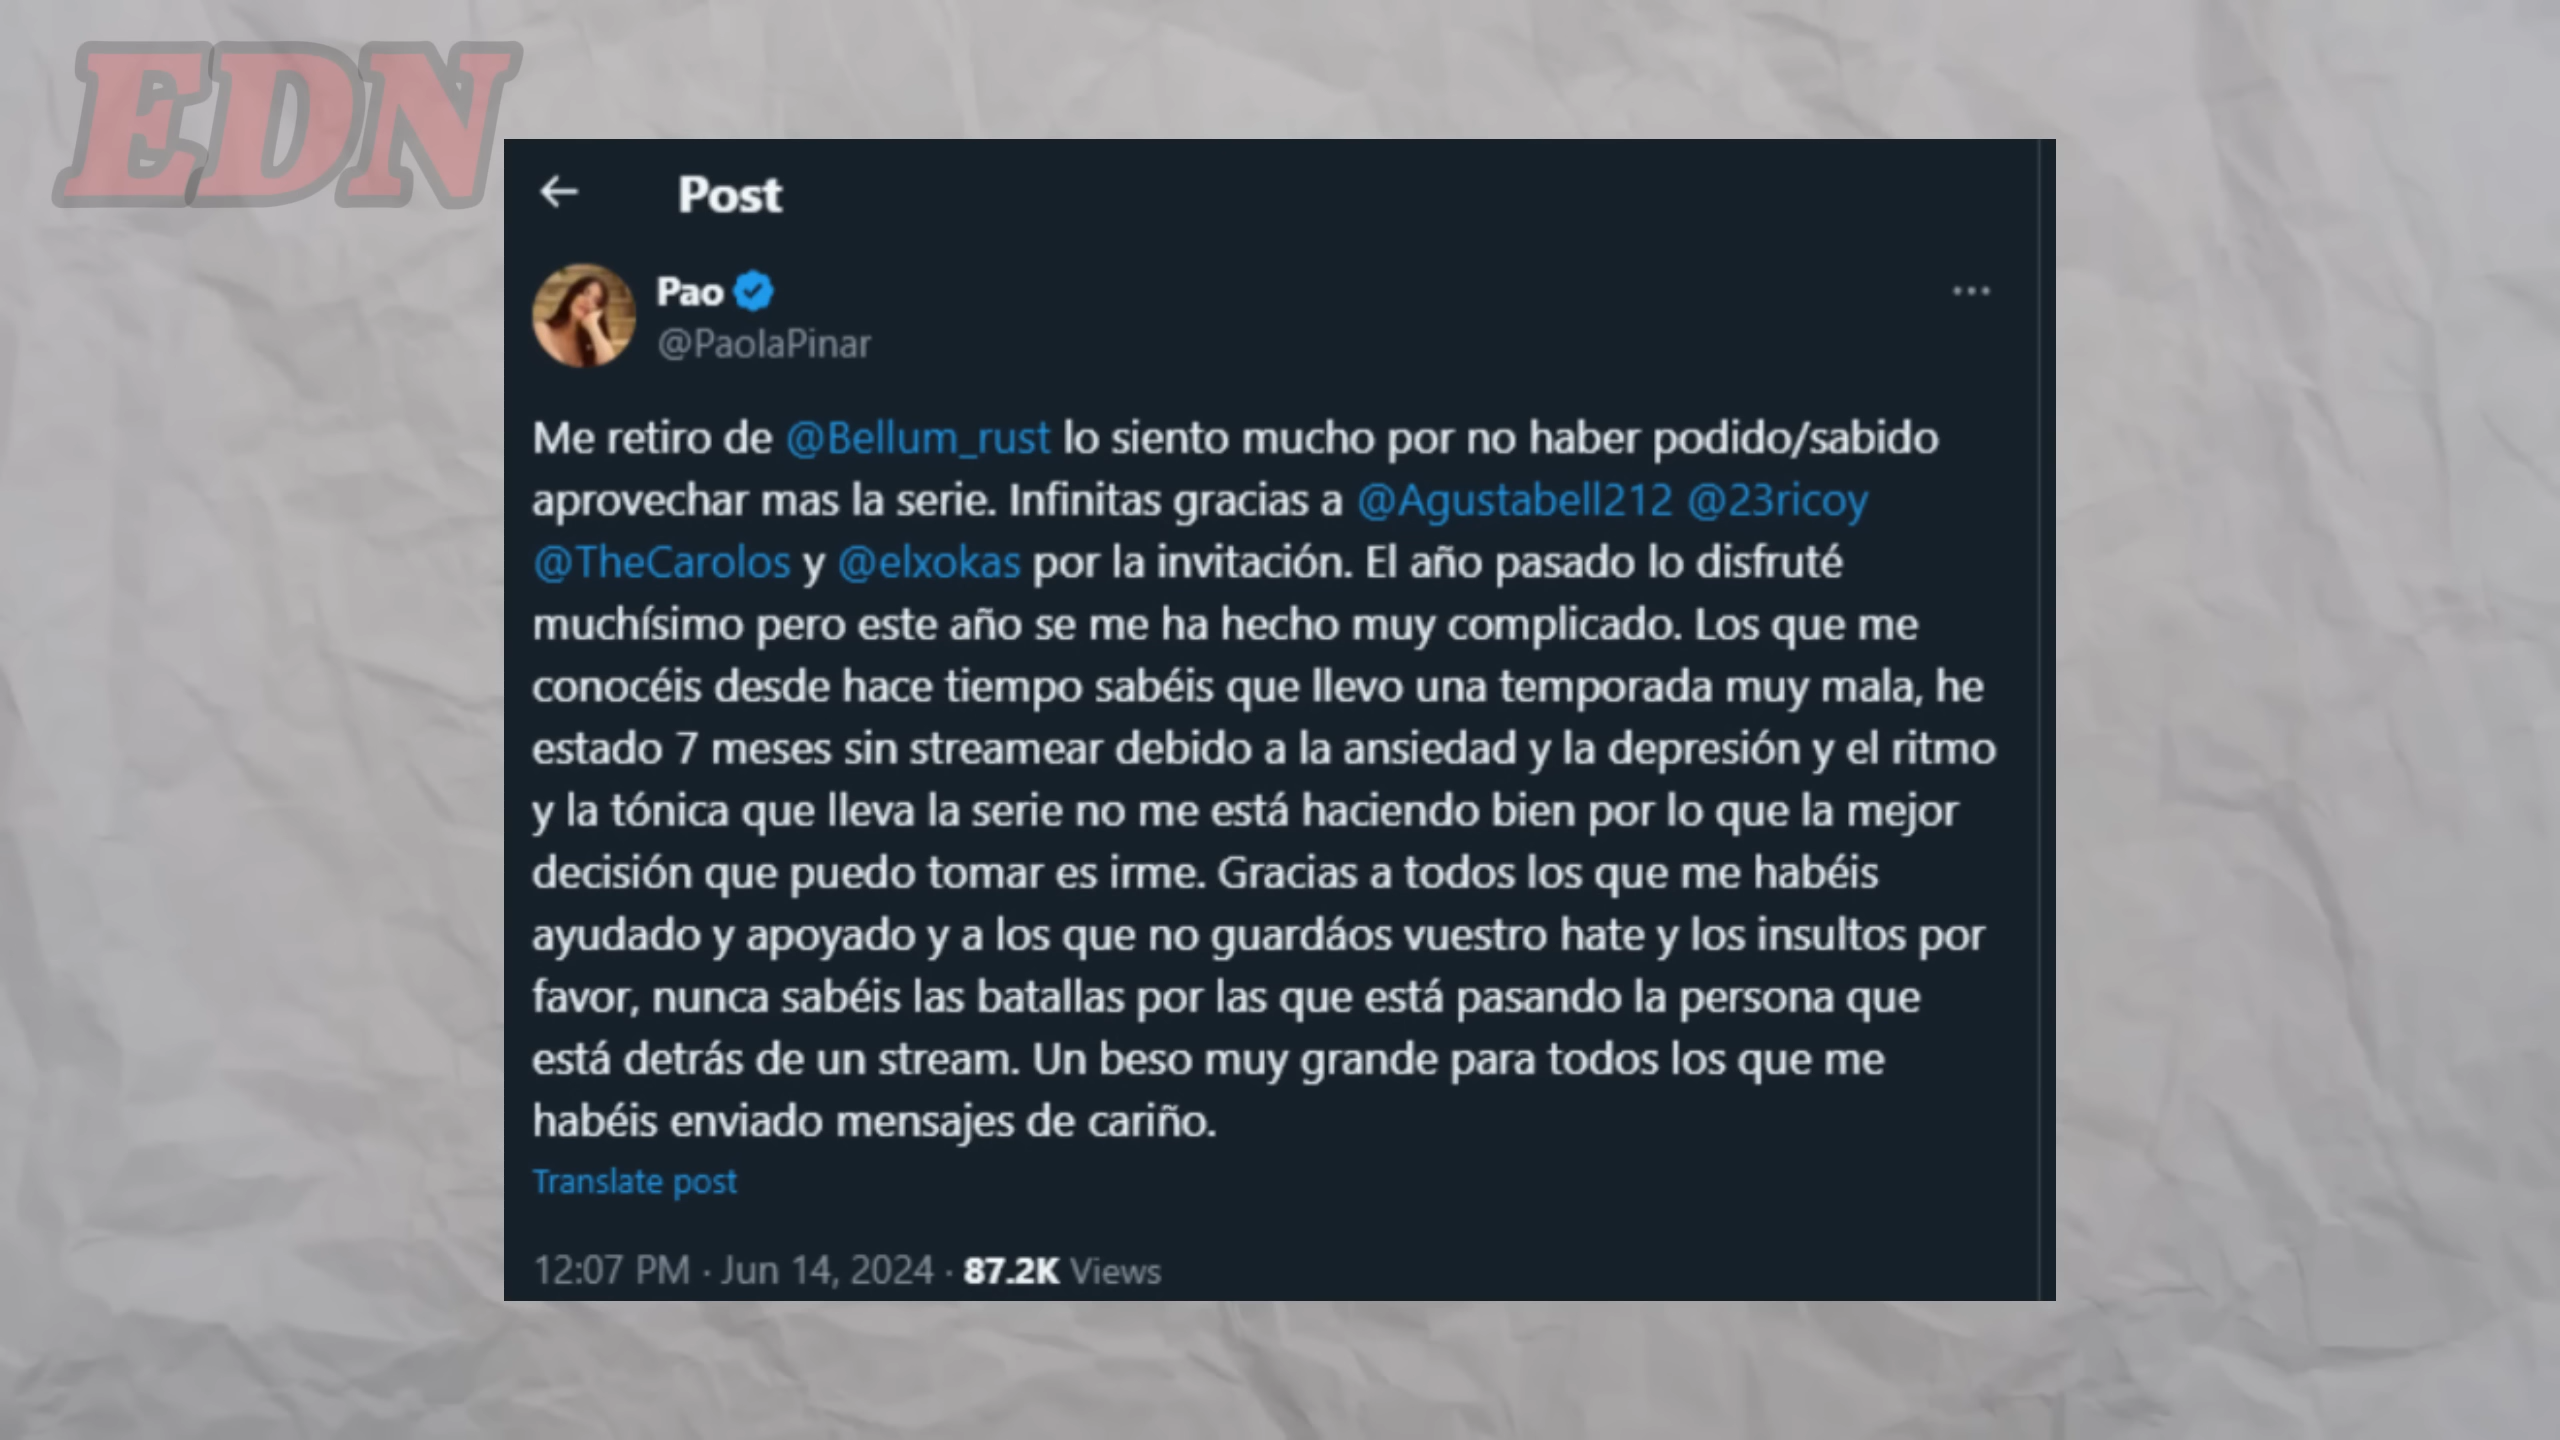 EDN
← Post
Pao
@PaolaPinar
Me retiro de @Bellum_rust lo siento mucho por no haber podido/sabido
aprovechar mas la serie. Infinitas gracias a @Agustabell212 @23ricoy
@TheCarolos y @elxokas por la invitación. El año pasado lo disfruté
muchísimo pero este año se me ha hecho muy complicado. Los que me
conocéis desde hace tiempo sabéis que llevo una temporada muy mala, he
estado 7 meses sin streamear debido a la ansiedad y la depresión y el ritmo
y la tónica que lleva la serie no me está haciendo bien por lo que la mejor
decisión que puedo tomar es irme. Gracias a todos los que me habéis
ayudado y apoyado y a los que no guardáos vuestro hate y los insultos por
favor, nunca sabéis las batallas por las que está pasando la persona que
está detrás de un stream. Un beso muy grande para todos los que me
habéis enviado mensajes de cariño.
Translate post
12:07 PM · Jun 14, 2024 · 87.2K Views